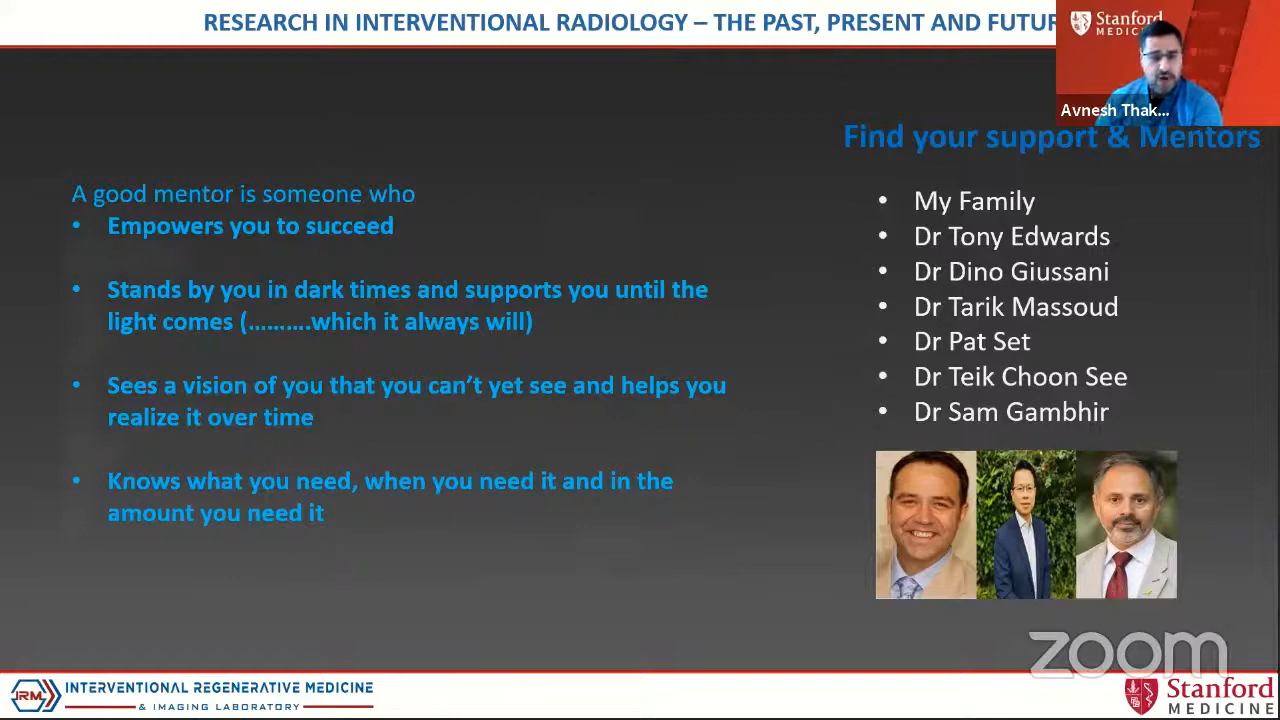 RESEARCH IN INTERVENTIONAL RADIOLOGY – THE PAST, PRESENT AND FUTUR
Stanford
MEDICINE
Avnesh Thak...
Find your support & Mentors
A good mentor is someone who
• Empowers you to succeed
• Stands by you in dark times and supports you until the
light comes (……….which it always will)
• Sees a vision of you that you can't yet see and helps you
realize it over time
• Knows what you need, when you need it and in the
amount you need it
• My Family
• Dr Tony Edwards
• Dr Dino Giussani
• Dr Tarik Massoud
• Dr Pat Set
• Dr Teik Choon See
• Dr Sam Gambhir
zoom
IRM
INTERVENTIONAL REGENERATIVE MEDICINE
& IMAGING LABORATORY
Stanford
MEDICINE